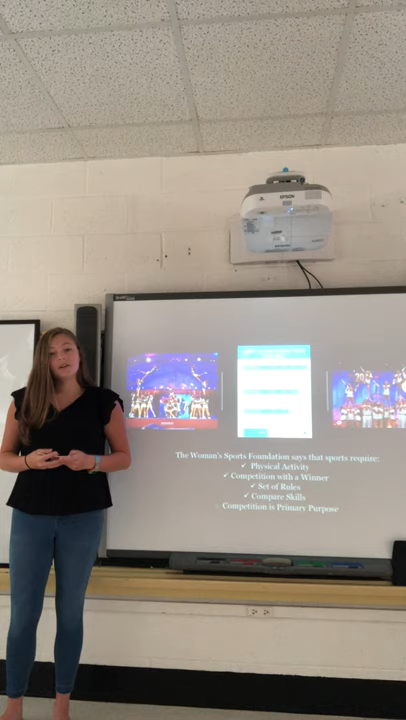 EPSON
The Woman's Sports Foundation says that sports require:
✓ Physical Activity
✓ Competition with a Winner
✓ Set of Rules
✓ Compare Skills
Competition is Primary Purpose